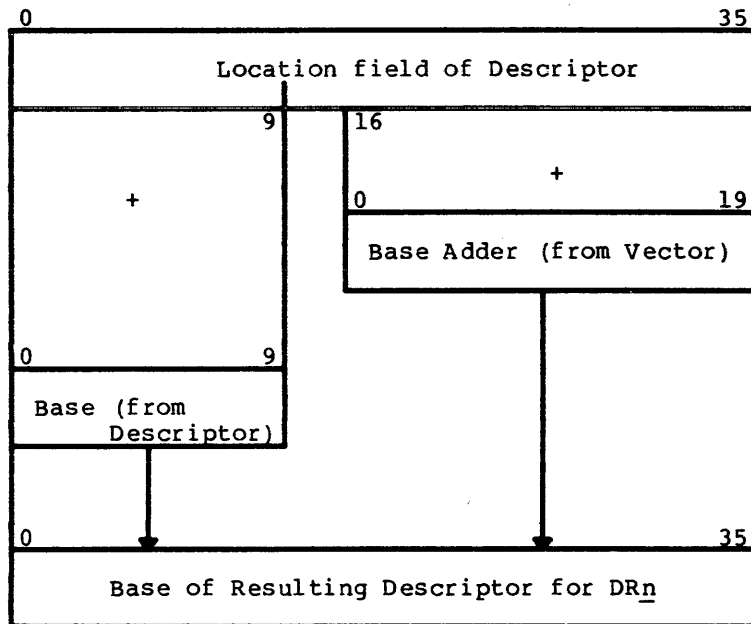 0 35
Location field of Descriptor
9 16
+ +
0 19
Base Adder (from Vector)
0 9
Base (from
Descriptor)
0 35
Base of Resulting Descriptor for DRn